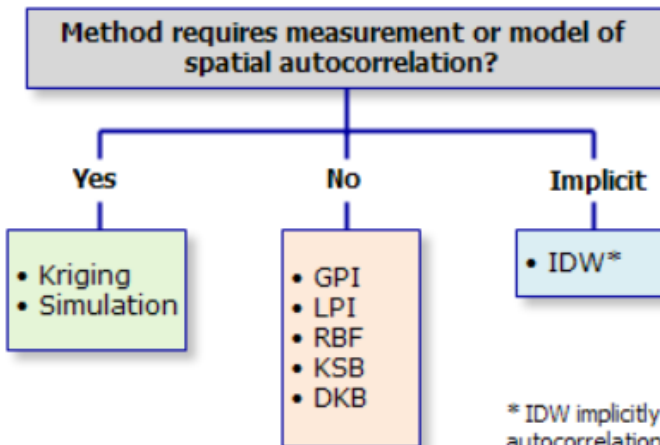 Method requires measurement or model of
spatial autocorrelation?
Yes
No
Implicit
• Kriging
• Simulation
• GPI
• LPI
• RBF
• KSB
• DKB
• IDW*
* IDW implicitly
autocorrelation